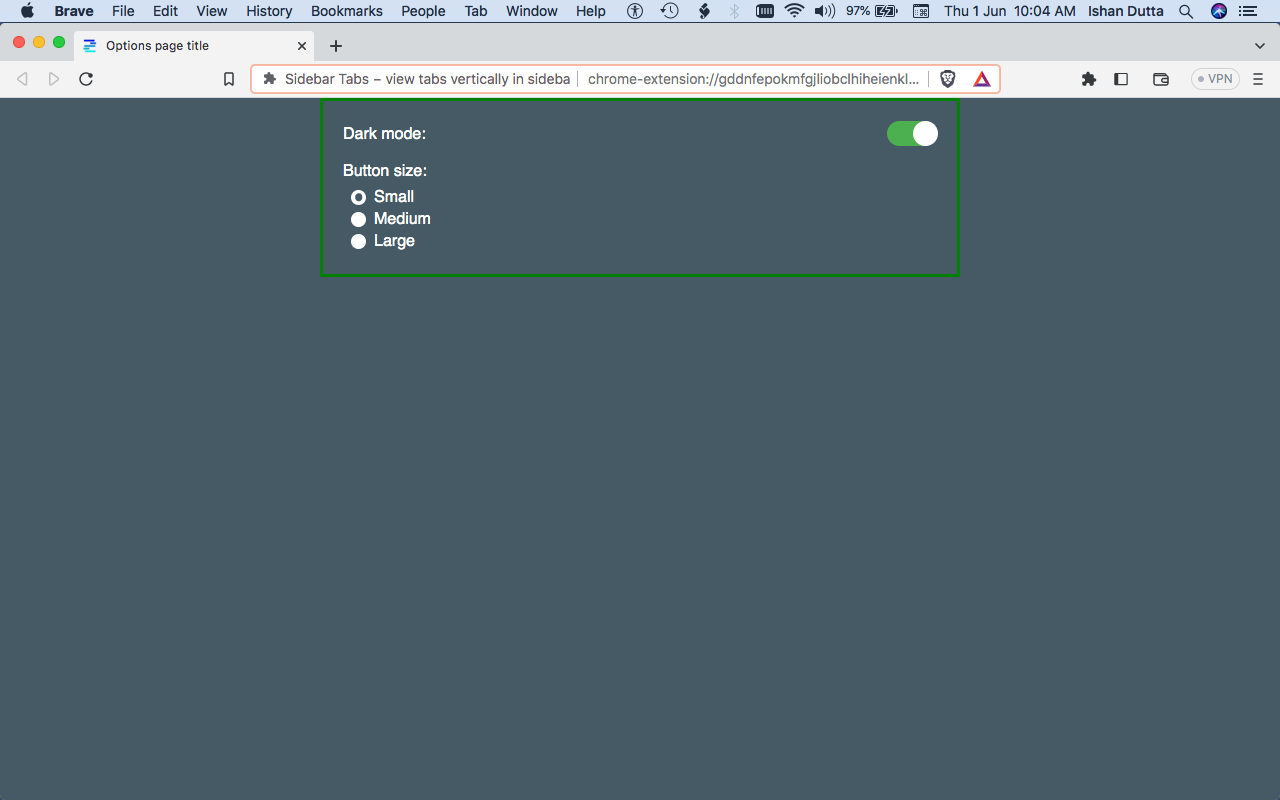 Brave File Edit View History Bookmarks People Tab Window Help 97% Thu 1 Jun 10:04 AM Ishan Dutta
Options page title
Sidebar Tabs – view tabs vertically in sideba chrome-extension://gddnfepokmfgjliobclhiheienkl... VPN
Dark mode:
Button size:
Small
Medium
Large